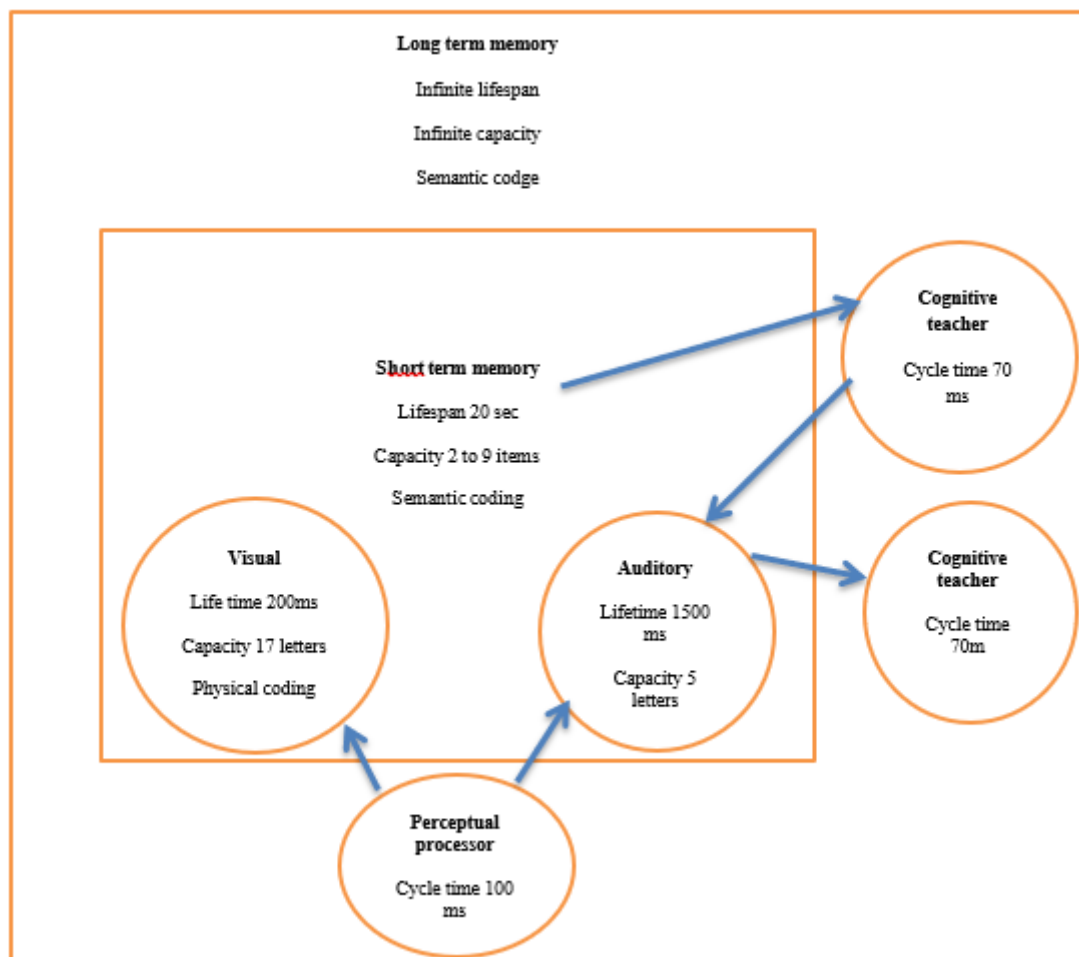 Long term memory
Infinite lifespan
Infinite capacity
Semantic codge
Short term memory
Lifespan 20 sec
Capacity 2 to 9 items
Semantic coding
Cognitive
teacher
Cycle time 70
ms
Visual
Life time 200ms
Capacity 17 letters
Physical coding
Auditory
Lifetime 1500
ms
Capacity 5
letters
Cognitive
teacher
Cycle time
70m
Perceptual
processor
Cycle time 100
ms